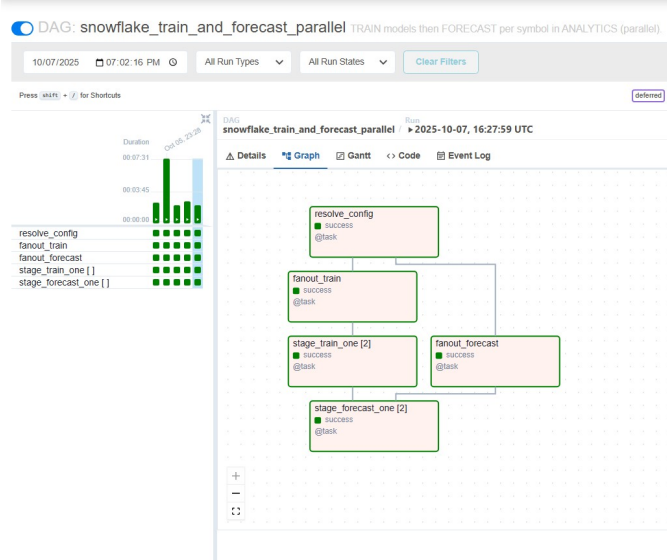 DAG: snowflake_train_and_forecast_parallel TRAIN models then FORECAST per symbol in ANALYTICS (parallel).
10/07/2025 07:02:16 PM All Run Types All Run States Clear Filters
Press shift + / for Shortcuts
deferred
DAG Run
snowflake_train_and_forecast_parallel / 2025-10-07, 16:27:59 UTC
Details Graph Gantt <> Code Event Log
Oct 05, 23:28
Duration
00:07:31
00:03:45
00:00:00
resolve_config
fanout_train
fanout_forecast
stage_train_one [ ]
stage_forecast_one [ ]
resolve_config
success
@task
fanout_train
success
@task
stage_train_one [2]
success
@task
fanout_forecast
success
@task
stage_forecast_one [2]
success
@task